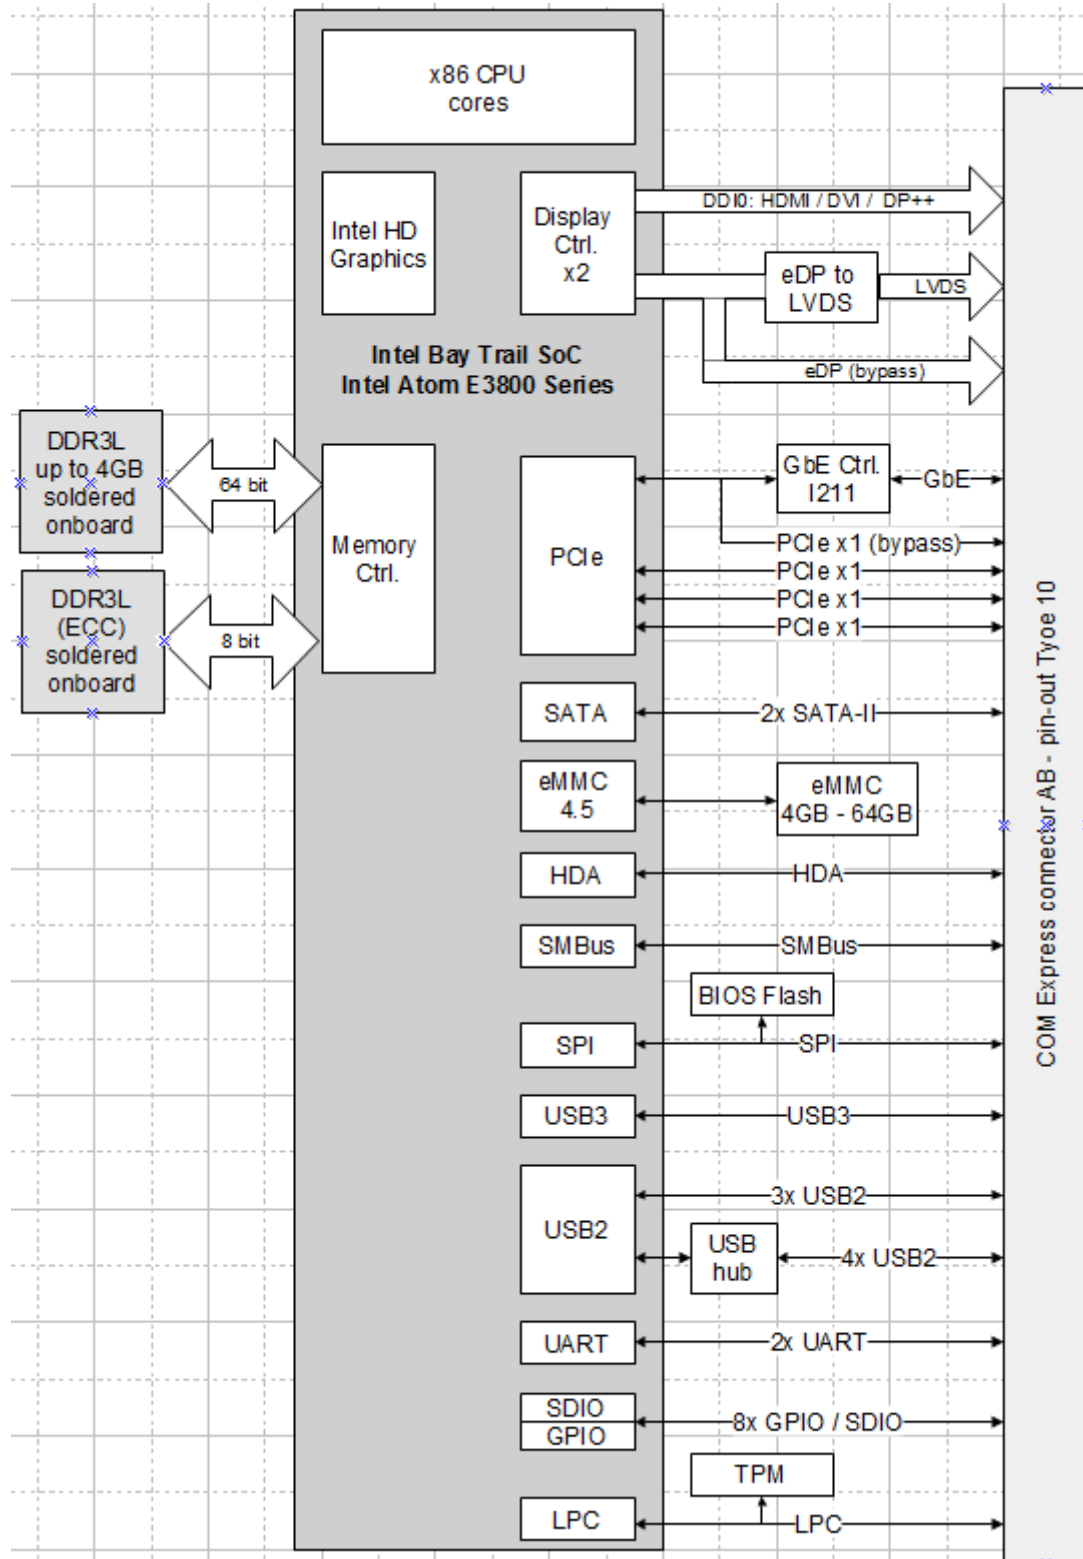 x86 CPU
cores
Intel HD
Graphics
Display
Ctrl.
x2
DDI0: HDMI / DVI / DP++
eDP to
LVDS
LVDS
eDP (bypass)
Intel Bay Trail SoC
Intel Atom E3800 Series
DDR3L
up to 4GB
soldered
onboard
64 bit
DDR3L
(ECC)
soldered
onboard
8 bit
Memory
Ctrl.
PCIe
GbE Ctrl.
I211
GbE
PCIe x1 (bypass)
PCIe x1
PCIe x1
PCIe x1
SATA
2x SATA-II
eMMC
4.5
eMMC
4GB - 64GB
HDA
HDA
SMBus
SMBus
BIOS Flash
SPI
SPI
USB3
USB3
USB2
3x USB2
USB
hub
4x USB2
UART
2x UART
SDIO
GPIO
8x GPIO / SDIO
TPM
LPC
LPC
COM Express connector AB - pin-out Tyoe 10